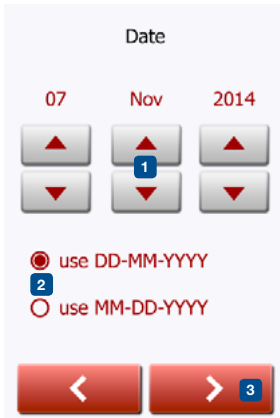 Date
07 Nov 2014
1
use DD-MM-YYYY
2
use MM-DD-YYYY
3